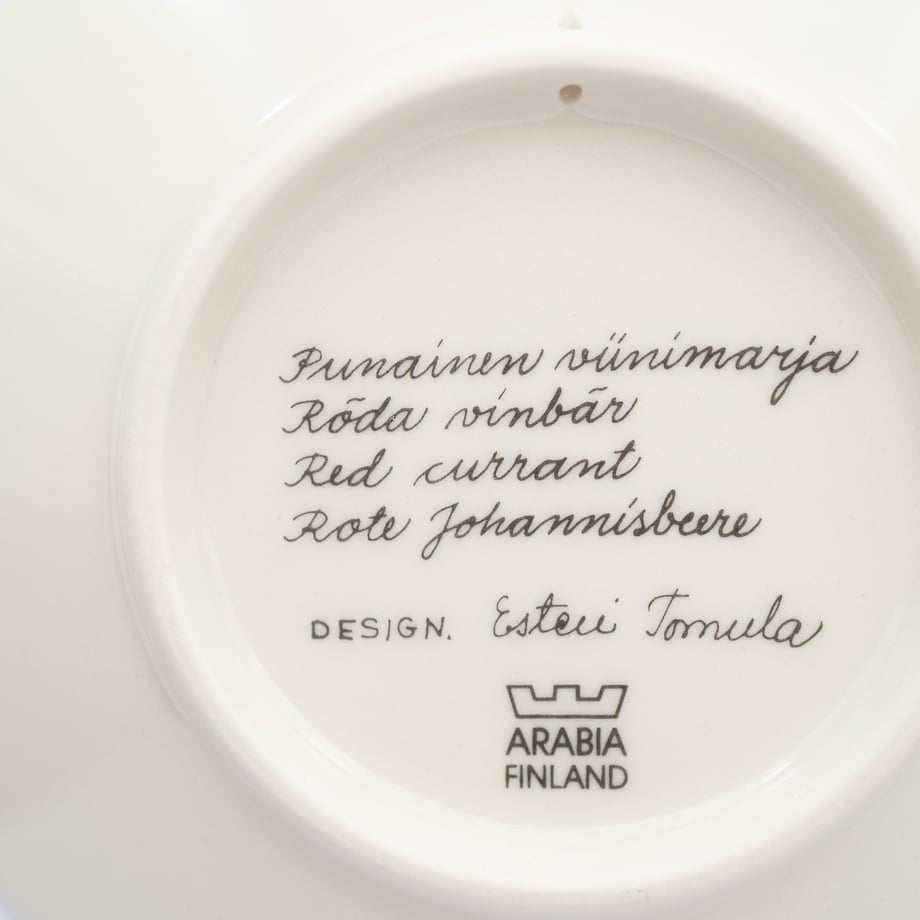 Punainen viinimarja
Röda vinbär
Red currant
Rote Johannisbeere
DESIGN. Esteri Tomula
ARABIA
FINLAND